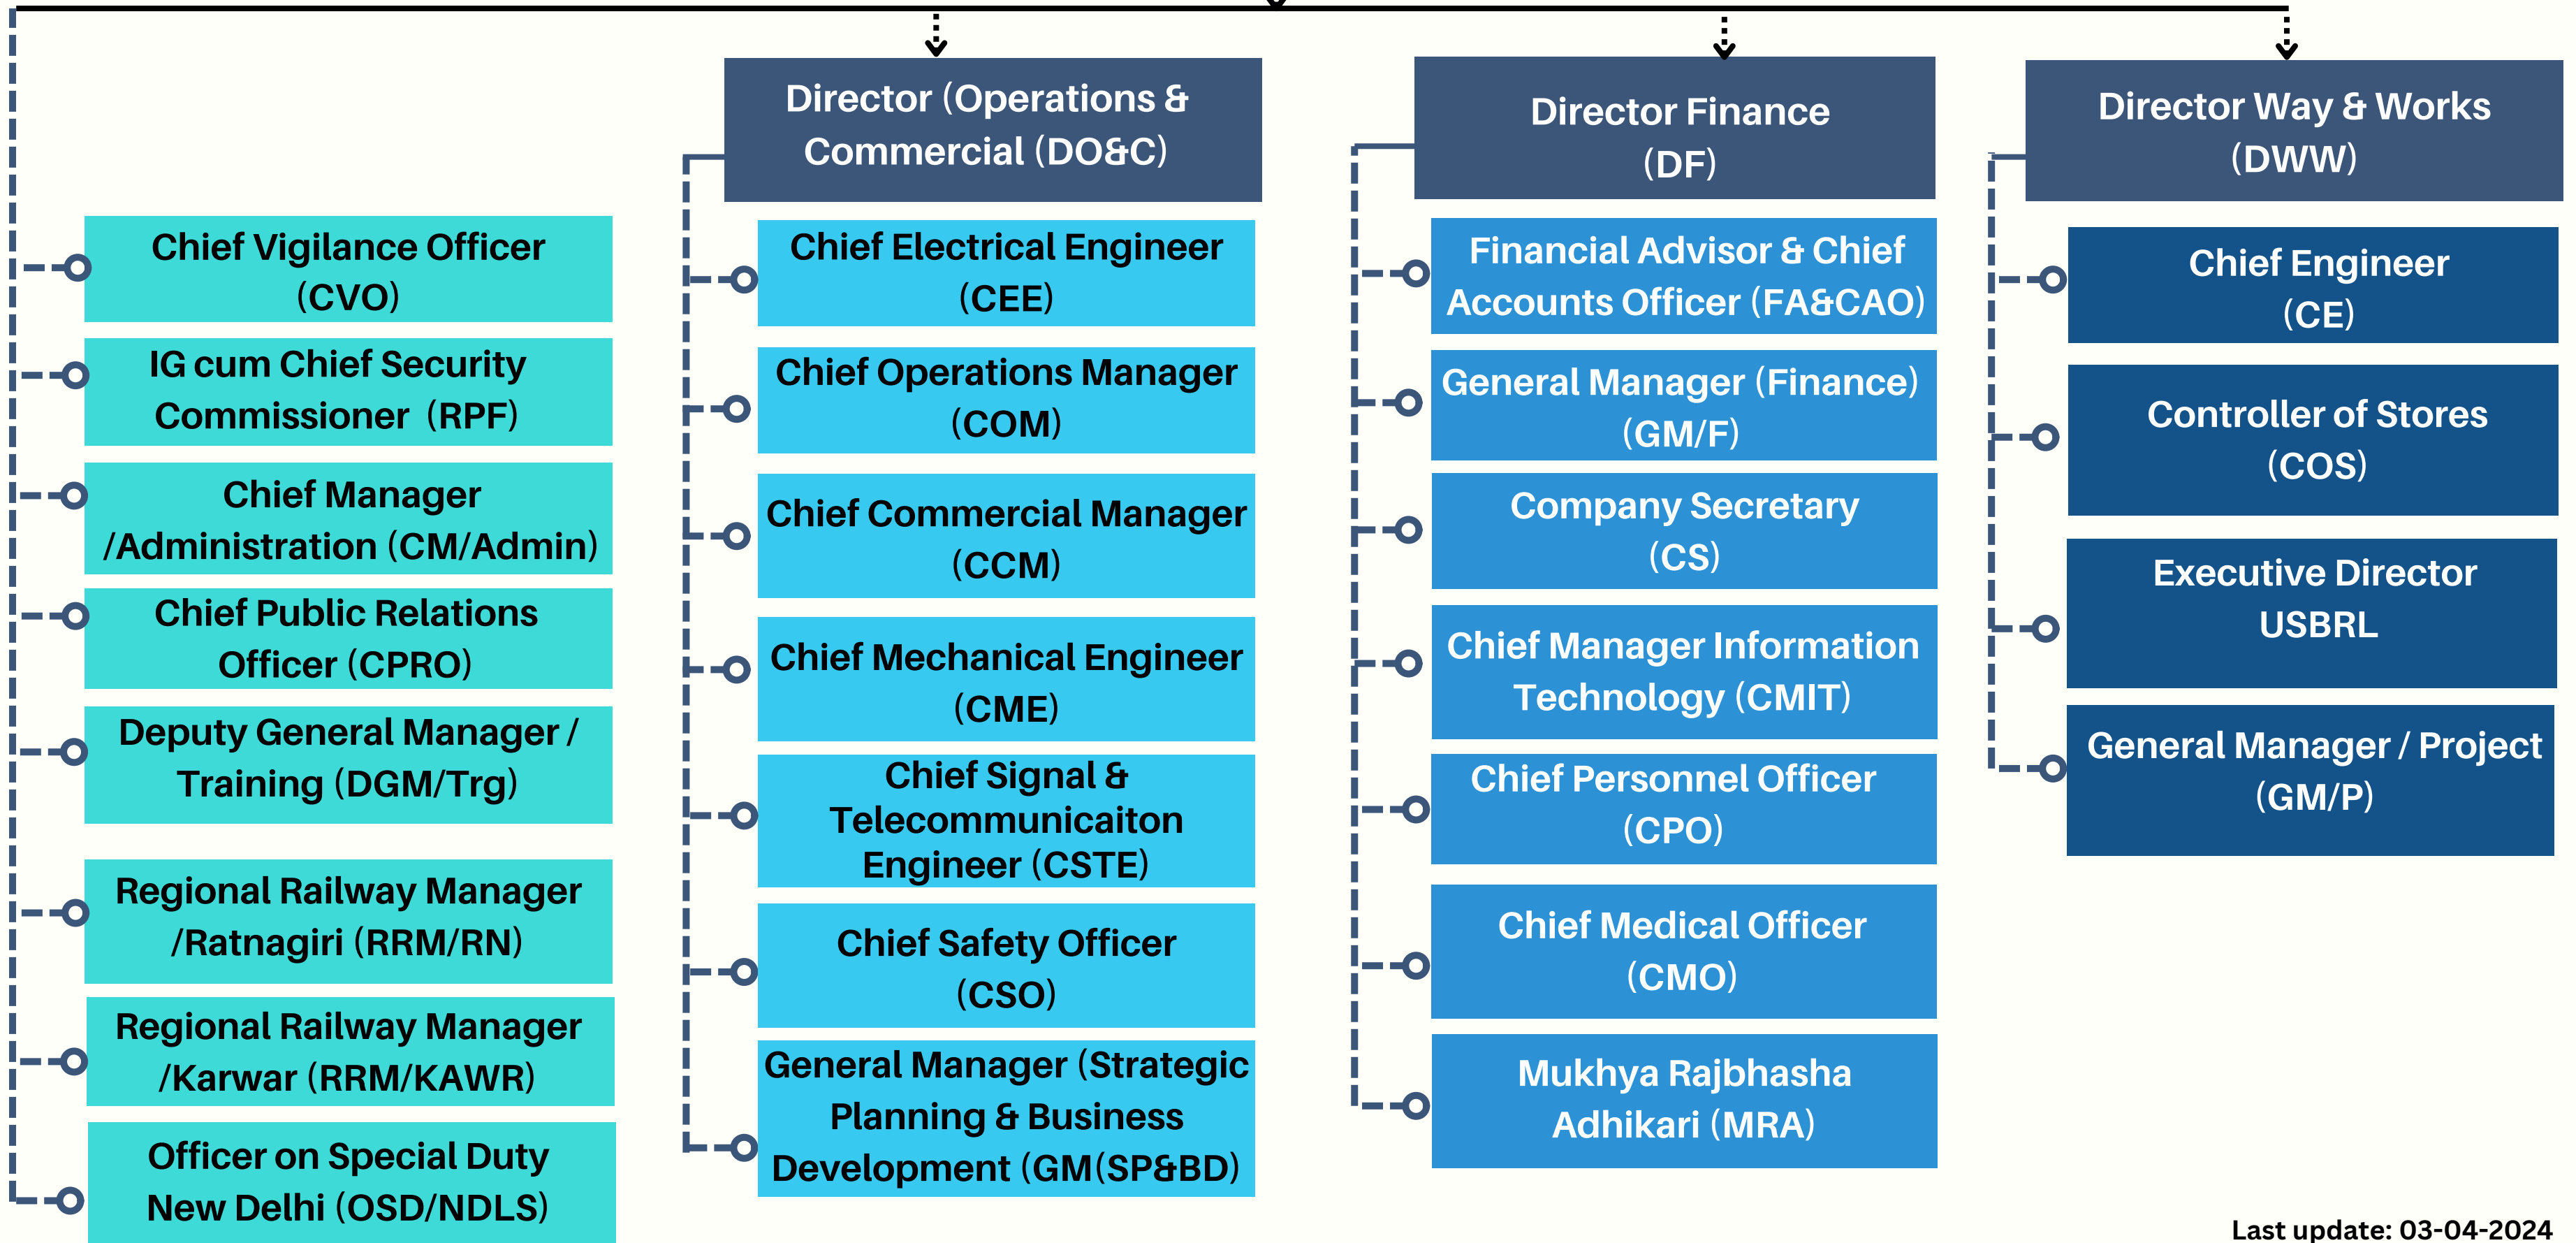 Director (Operations &
Commercial (DO&C)
Director Finance
(DF)
Director Way & Works
(DWW)
Chief Vigilance Officer
(CVO)
IG cum Chief Security
Commissioner (RPF)
Chief Manager
/Administration (CM/Admin)
Chief Public Relations
Officer (CPRO)
Deputy General Manager /
Training (DGM/Trg)
Regional Railway Manager
/Ratnagiri (RRM/RN)
Regional Railway Manager
/Karwar (RRM/KAWR)
Officer on Special Duty
New Delhi (OSD/NDLS)
Chief Electrical Engineer
(CEE)
Chief Operations Manager
(COM)
Chief Commercial Manager
(CCM)
Chief Mechanical Engineer
(CME)
Chief Signal &
Telecommunicaiton
Engineer (CSTE)
Chief Safety Officer
(CSO)
General Manager (Strategic
Planning & Business
Development (GM(SP&BD)
Financial Advisor & Chief
Accounts Officer (FA&CAO)
General Manager (Finance)
(GM/F)
Company Secretary
(CS)
Chief Manager Information
Technology (CMIT)
Chief Personnel Officer
(CPO)
Chief Medical Officer
(CMO)
Mukhya Rajbhasha
Adhikari (MRA)
Chief Engineer
(CE)
Controller of Stores
(COS)
Executive Director
USBRL
General Manager / Project
(GM/P)
Last update: 03-04-2024